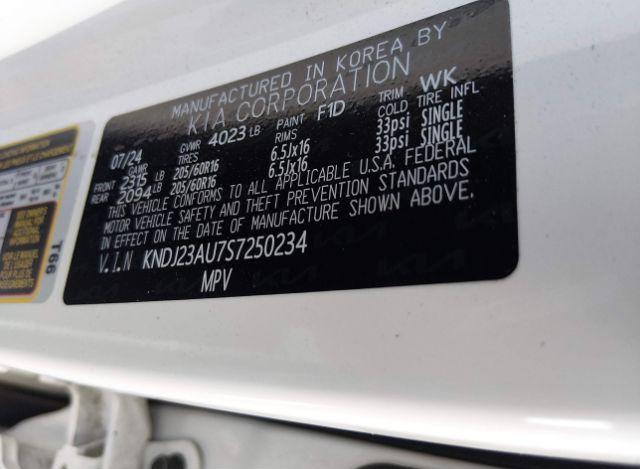 MANUFACTURED IN KOREA BY
KIA CORPORATION
07/24 GVWR 4023 LB PAINT F1D TRIM WK
GAWR TIRES RIMS COLD TIRE INFL
FRONT 2315 LB 205/60R16 6.5Jx16 33psi SINGLE
REAR 2094 LB 205/60R16 6.5Jx16 33psi SINGLE
THIS VEHICLE CONFORMS TO ALL APPLICABLE U.S.A. FEDERAL
MOTOR VEHICLE SAFETY AND THEFT PREVENTION STANDARDS
IN EFFECT ON THE DATE OF MANUFACTURE SHOWN ABOVE.
V.I.N KNDJ23AU7S7250234
MPV
T66